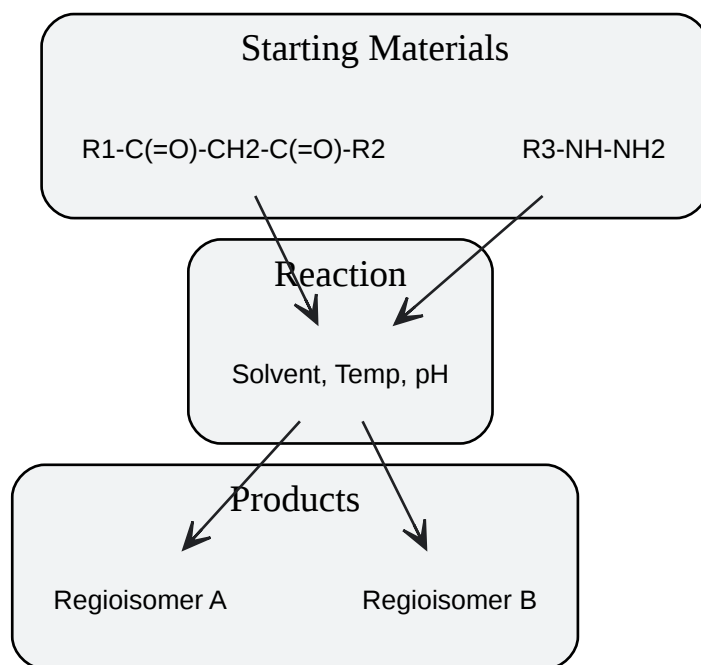 Starting Materials
R1-C(=O)-CH2-C(=O)-R2 R3-NH-NH2
Reaction
Solvent, Temp, pH
Products
Regioisomer A Regioisomer B